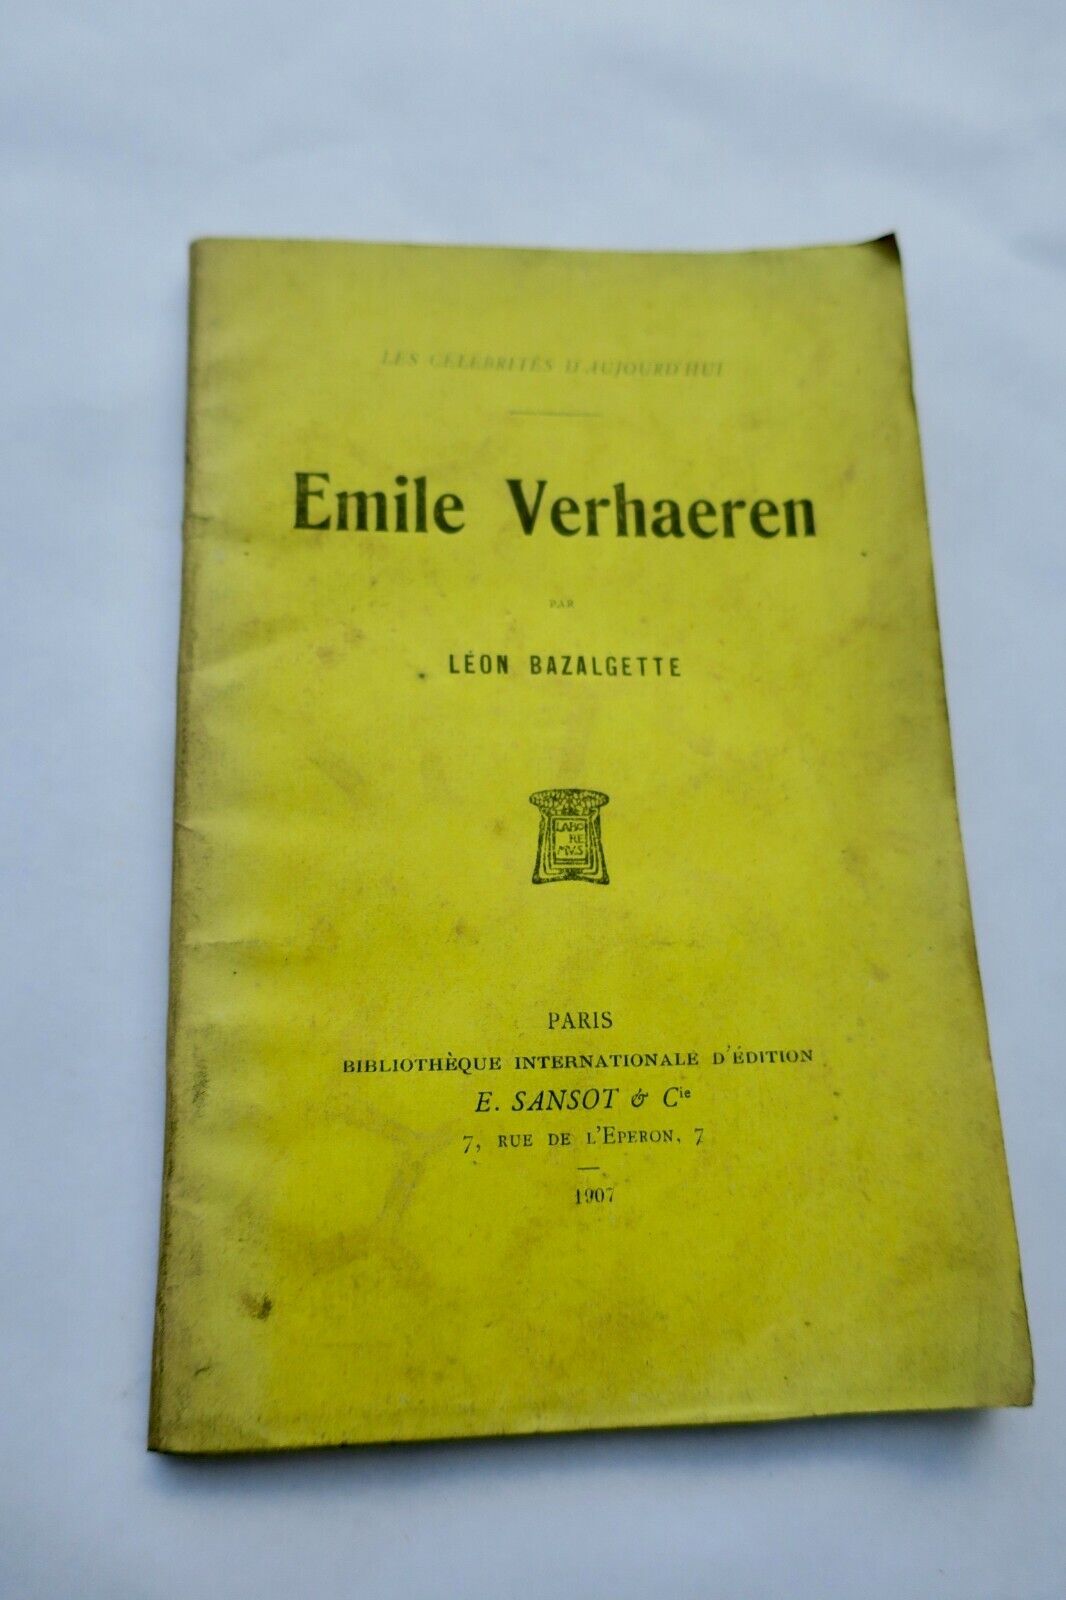 LES CÉLÉBRITÉS D'AUJOURD'HUI
Emile Verhaeren
PAR
LÉON BAZALGETTE
LABO
RE
MVS
PARIS
BIBLIOTHÈQUE INTERNATIONALE D'ÉDITION
E. SANSOT & Cie
7, RUE DE L'EPERON, 7
1907